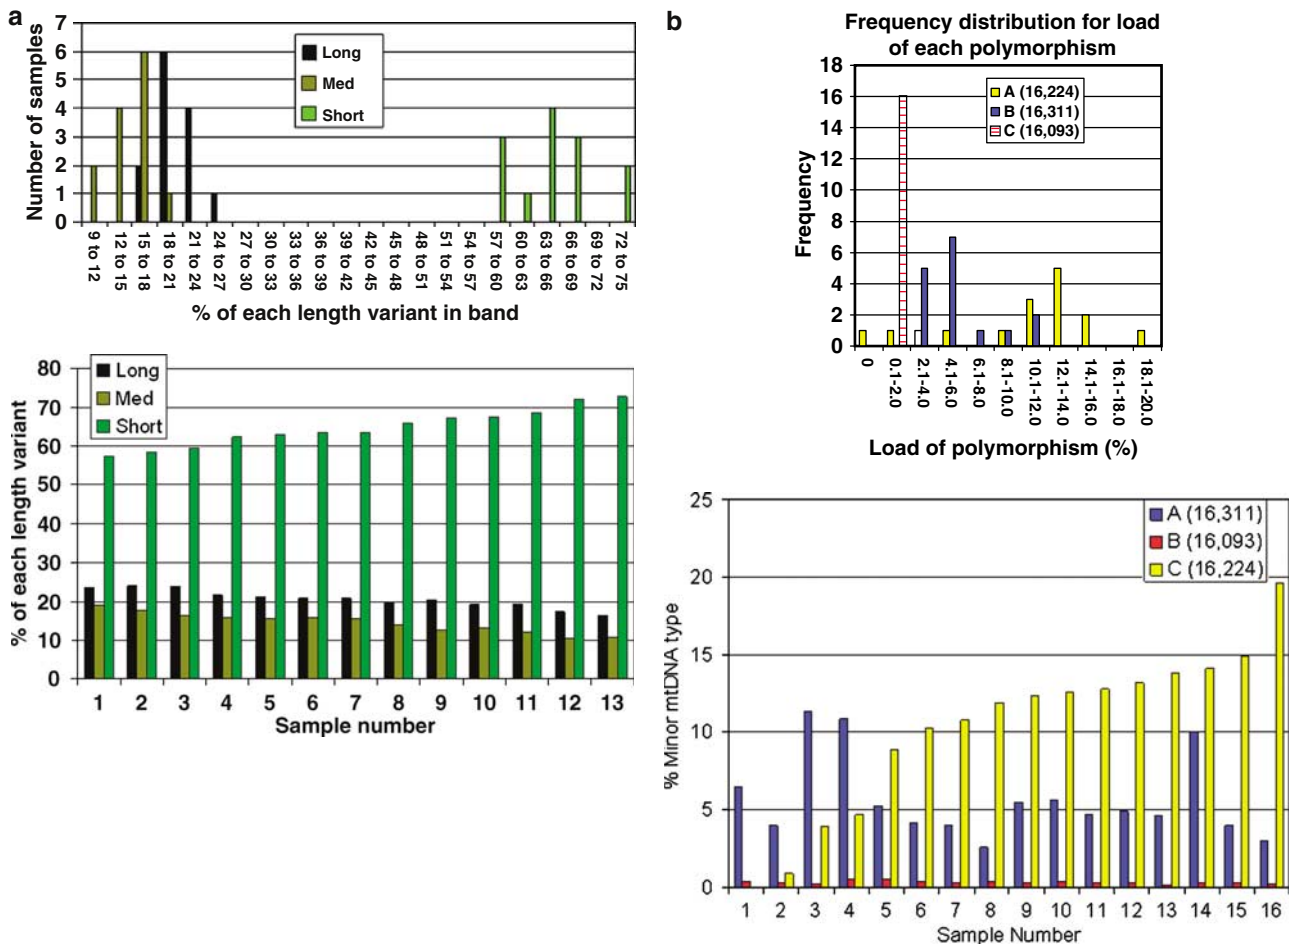 a
Number of samples
7
6
5
4
3
2
1
0
Long
Med
Short
9 to 12
12 to 15
15 to 18
18 to 21
21 to 24
24 to 27
27 to 30
30 to 33
33 to 36
36 to 39
39 to 42
42 to 45
45 to 48
48 to 51
51 to 54
54 to 57
57 to 60
60 to 63
63 to 66
66 to 69
69 to 72
72 to 75
% of each length variant in band
% of each length variant
80
70
60
50
40
30
20
10
0
Long
Med
Short
1 2 3 4 5 6 7 8 9 10 11 12 13
Sample number
b
Frequency distribution for load
of each polymorphism
Frequency
18
16
14
12
10
8
6
4
2
0
A (16,224)
B (16,311)
C (16,093)
0
0.1-2.0
2.1-4.0
4.1-6.0
6.1-8.0
8.1-10.0
10.1-12.0
12.1-14.0
14.1-16.0
16.1-18.0
18.1-20.0
Load of polymorphism (%)
% Minor mtDNA type
25
20
15
10
5
0
A (16,311)
B (16,093)
C (16,224)
1 2 3 4 5 6 7 8 9 10 11 12 13 14 15 16
Sample Number